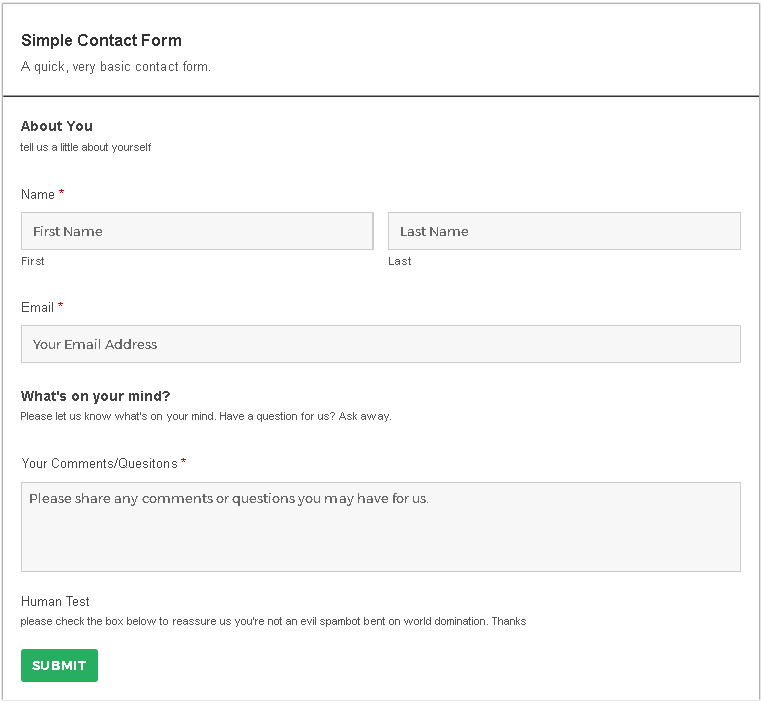 Simple Contact Form
A quick, very basic contact form.
About You
tell us a little about yourself
Name *
First Name
Last Name
First
Last
Email *
Your Email Address
What's on your mind?
Please let us know what's on your mind. Have a question for us? Ask away.
Your Comments/Quesitons *
Please share any comments or questions you may have for us.
Human Test
please check the box below to reassure us you're not an evil spambot bent on world domination. Thanks
SUBMIT